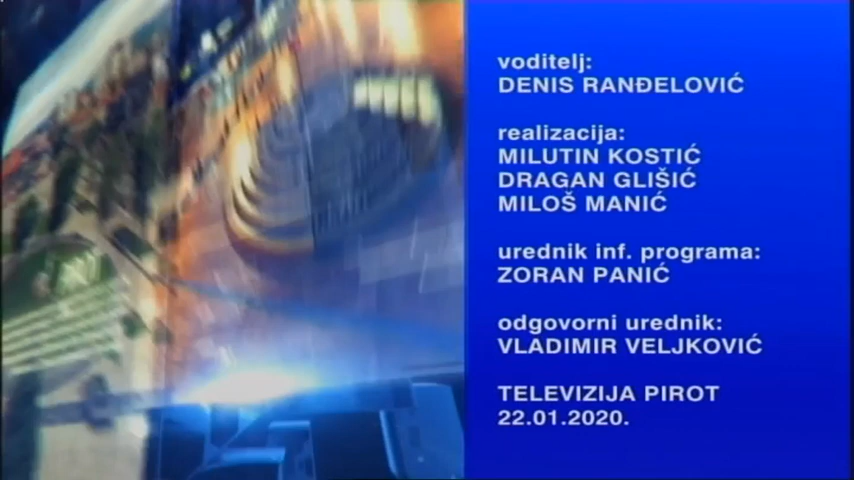 voditelj:
DENIS RANĐELOVIĆ
realizacija:
MILUTIN KOSTIĆ
DRAGAN GLIŠIĆ
MILOŠ MANIĆ
urednik inf. programa:
ZORAN PANIĆ
odgovorni urednik:
VLADIMIR VELJKOVIĆ
TELEVIZIJA PIROT
22.01.2020.